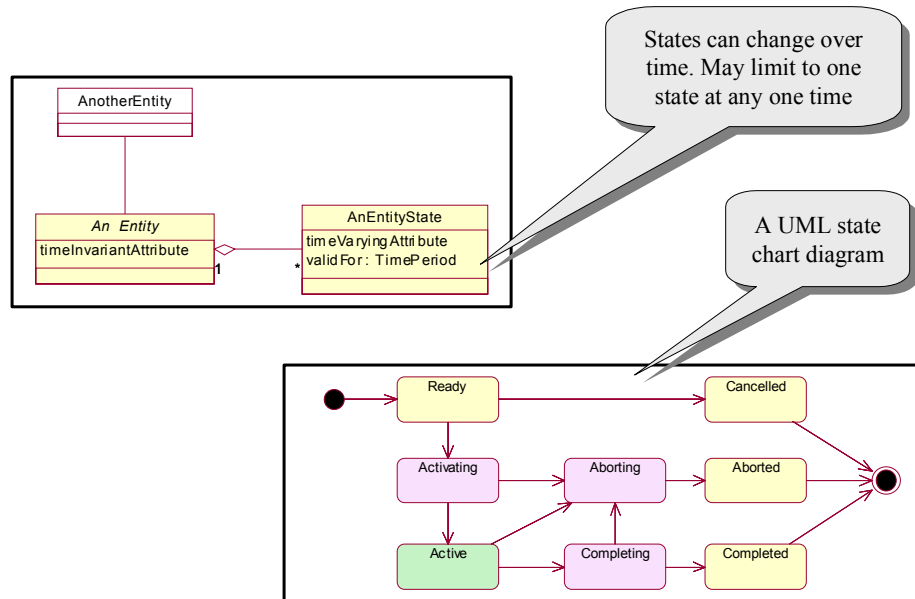 States can change over
time. May limit to one
state at any one time
AnotherEntity
An Entity
timeInvariantAttribute
1
*
AnEntityState
timeVaryingAttribute
validFor: TimePeriod
A UML state
chart diagram
Ready
Cancelled
Activating
Aborting
Aborted
Active
Completing
Completed